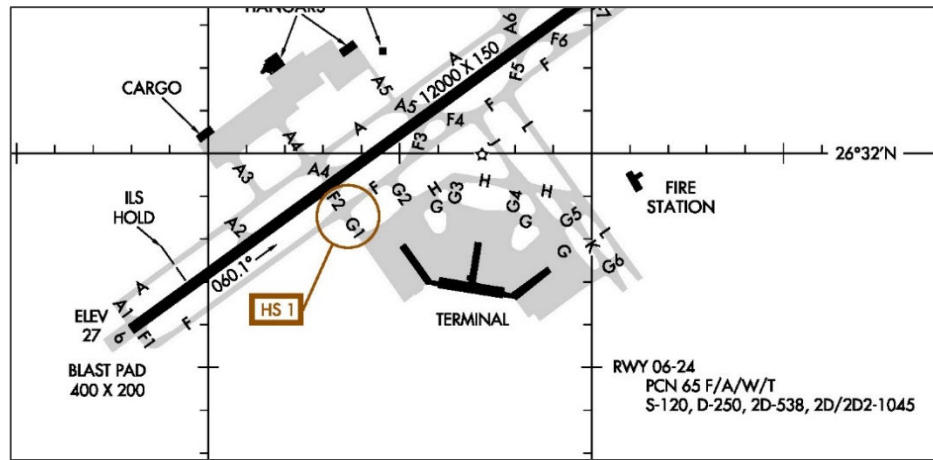 HANGARS
A6
F6
A
12000 X 150
F5
F
A5
A5
CARGO
F4
F
L
A
A4
F3
J
26°32'N
A3
A4
F
G2
H
G
G3
H
G4
H
FIRE
STATION
ILS
HOLD
F2
G1
G
G5
L
A2
G
K
G6
060.1°
A
HS 1
ELEV
27
A1
6
F1
F
TERMINAL
BLAST PAD
400 X 200
RWY 06-24
PCN 65 F/A/W/T
S-120, D-250, 2D-538, 2D/2D2-1045